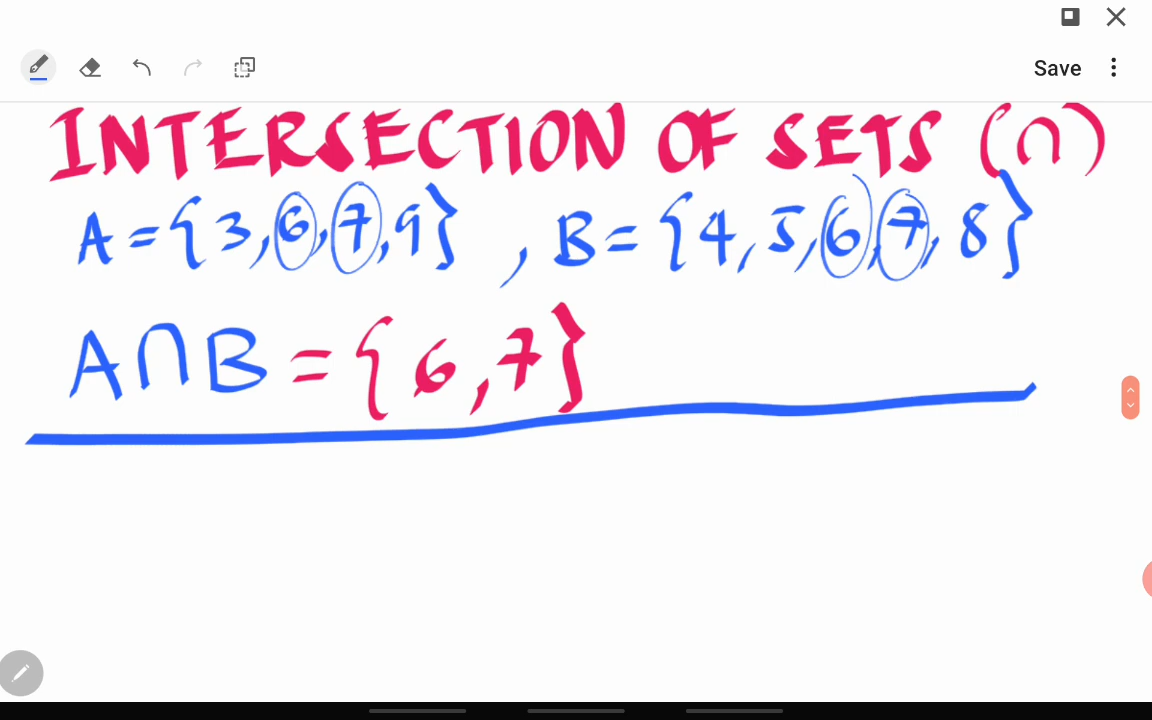 Save
INTERSECTION OF SETS (∩)
A = {3, 6, 7, 9} , B = {4, 5, 6, 7, 8}
A ∩ B = {6, 7}